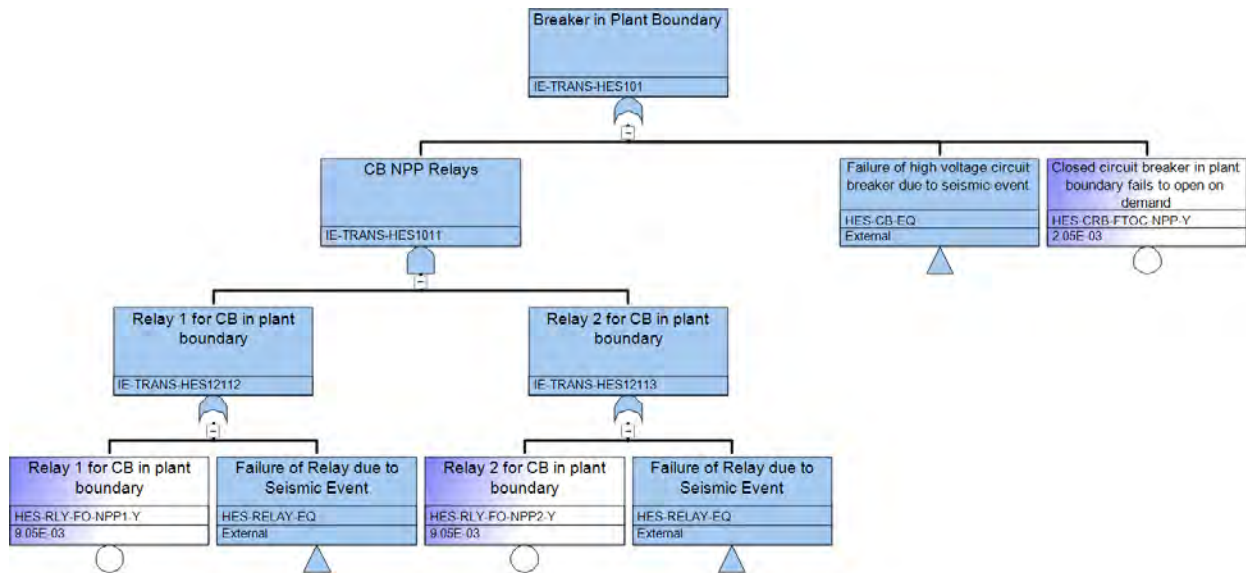 Breaker in Plant Boundary
IE-TRANS-HES101
CB NPP Relays
IE-TRANS-HES1011
Failure of high voltage circuit
breaker due to seismic event
HES-CB-EQ
External
Closed circuit breaker in plant
boundary fails to open on
demand
HES-CRB-FTOC-NPP-Y
2.05E-03
Relay 1 for CB in plant
boundary
IE-TRANS-HES12112
Relay 2 for CB in plant
boundary
IE-TRANS-HES12113
Relay 1 for CB in plant
boundary
HES-RLY-FO-NPP1-Y
9.05E-03
Failure of Relay due to
Seismic Event
HES-RELAY-EQ
External
Relay 2 for CB in plant
boundary
HES-RLY-FO-NPP2-Y
9.05E-03
Failure of Relay due to
Seismic Event
HES-RELAY-EQ
External